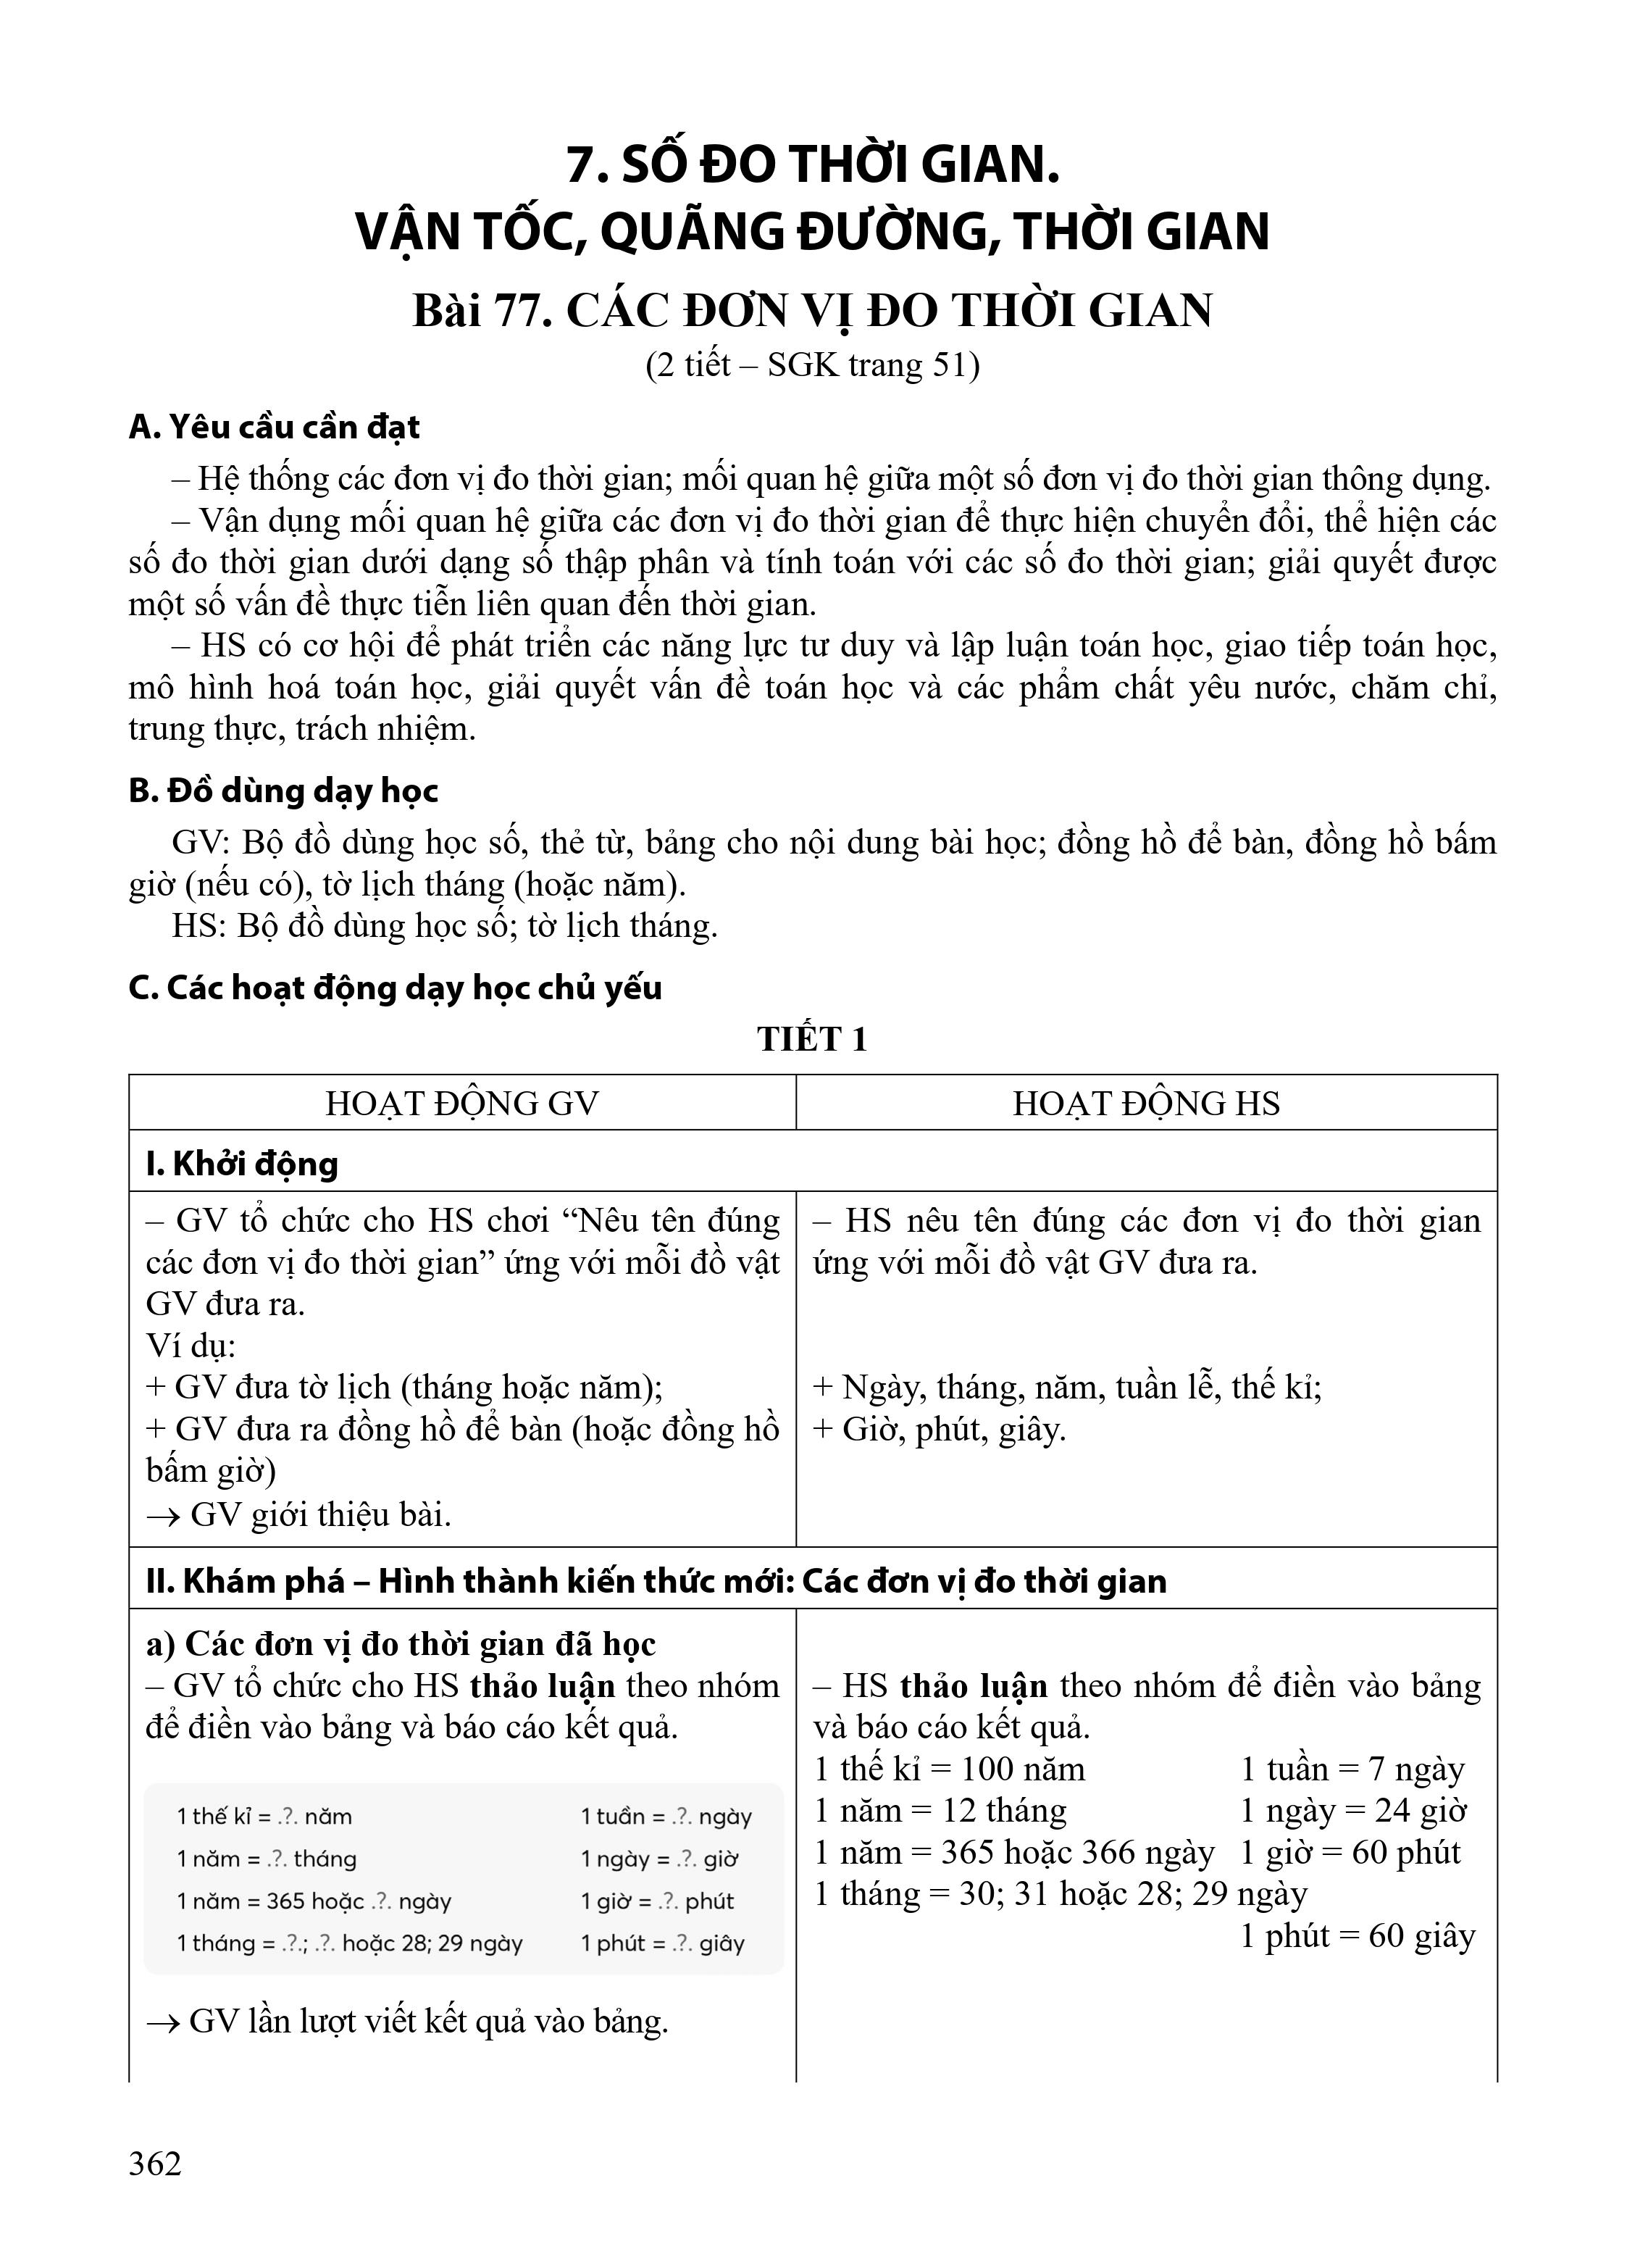 7. SỐ ĐO THỜI GIAN.
VẬN TỐC, QUÃNG ĐƯỜNG, THỜI GIAN
Bài 77. CÁC ĐƠN VỊ ĐO THỜI GIAN
(2 tiết – SGK trang 51)
A. Yêu cầu cần đạt
– Hệ thống các đơn vị đo thời gian; mối quan hệ giữa một số đơn vị đo thời gian thông dụng.
– Vận dụng mối quan hệ giữa các đơn vị đo thời gian để thực hiện chuyển đổi, thể hiện các
số đo thời gian dưới dạng số thập phân và tính toán với các số đo thời gian; giải quyết được
một số vấn đề thực tiễn liên quan đến thời gian.
– HS có cơ hội để phát triển các năng lực tư duy và lập luận toán học, giao tiếp toán học,
mô hình hoá toán học, giải quyết vấn đề toán học và các phẩm chất yêu nước, chăm chỉ,
trung thực, trách nhiệm.
B. Đồ dùng dạy học
GV: Bộ đồ dùng học số, thẻ từ, bảng cho nội dung bài học; đồng hồ để bàn, đồng hồ bấm
giờ (nếu có), tờ lịch tháng (hoặc năm).
HS: Bộ đồ dùng học số; tờ lịch tháng.
C. Các hoạt động dạy học chủ yếu
TIẾT 1
HOẠT ĐỘNG GV
HOẠT ĐỘNG HS
I. Khởi động
– GV tổ chức cho HS chơi “Nêu tên đúng
các đơn vị đo thời gian” ứng với mỗi đồ vật
GV đưa ra.
Ví dụ:
+ GV đưa tờ lịch (tháng hoặc năm);
+ GV đưa ra đồng hồ để bàn (hoặc đồng hồ
bấm giờ)
→ GV giới thiệu bài.
– HS nêu tên đúng các đơn vị đo thời gian
ứng với mỗi đồ vật GV đưa ra.
+ Ngày, tháng, năm, tuần lễ, thế kỉ;
+ Giờ, phút, giây.
II. Khám phá – Hình thành kiến thức mới: Các đơn vị đo thời gian
a) Các đơn vị đo thời gian đã học
– GV tổ chức cho HS thảo luận theo nhóm
để điền vào bảng và báo cáo kết quả.
1 thế kỉ = .?. năm 1 tuần = .?. ngày
1 năm = .?. tháng 1 ngày = .?. giờ
1 năm = 365 hoặc .?. ngày 1 giờ = .?. phút
1 tháng = .?.; .?. hoặc 28; 29 ngày 1 phút = .?. giây
→ GV lần lượt viết kết quả vào bảng.
– HS thảo luận theo nhóm để điền vào bảng
và báo cáo kết quả.
1 thế kỉ = 100 năm 1 tuần = 7 ngày
1 năm = 12 tháng 1 ngày = 24 giờ
1 năm = 365 hoặc 366 ngày 1 giờ = 60 phút
1 tháng = 30; 31 hoặc 28; 29 ngày
1 phút = 60 giây
362